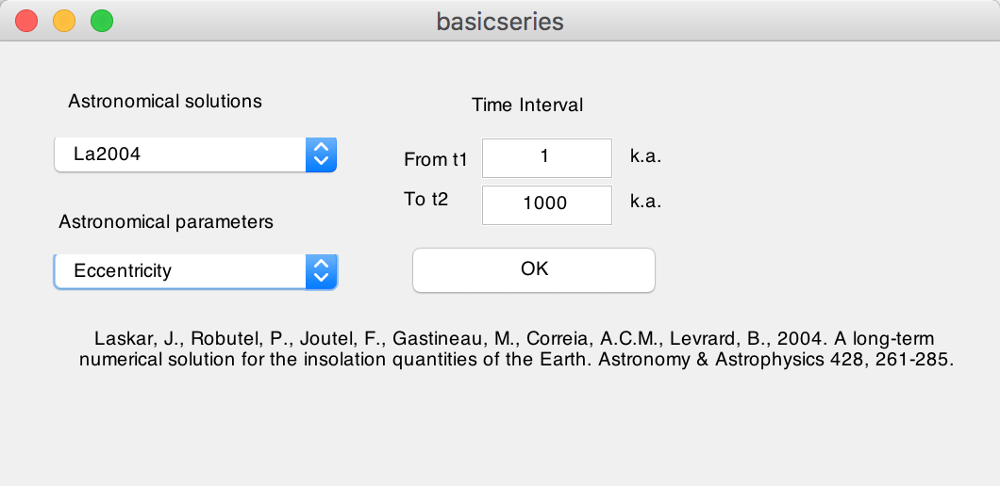 basicseries
Astronomical solutions
La2004
Astronomical parameters
Eccentricity
Time Interval
From t1 1 k.a.
To t2 1000 k.a.
OK
Laskar, J., Robutel, P., Joutel, F., Gastineau, M., Correia, A.C.M., Levrard, B., 2004. A long-term
numerical solution for the insolation quantities of the Earth. Astronomy & Astrophysics 428, 261-285.